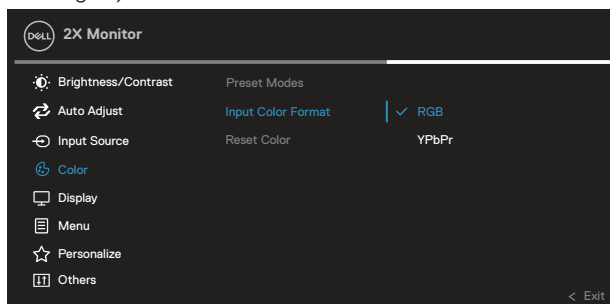 DELL 2X Monitor
Brightness/Contrast Preset Modes
Auto Adjust Input Color Format RGB
Input Source Reset Color YPbPr
Color
Display
Menu
Personalize
Others
< Exit